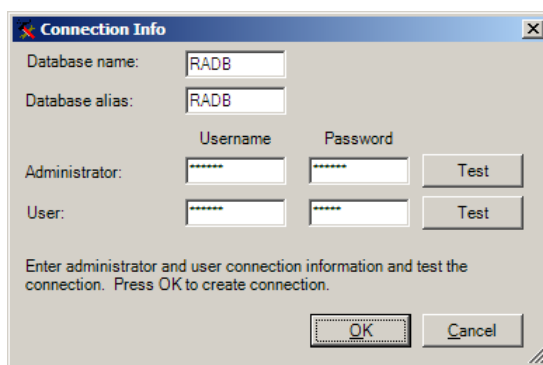 Connection Info
Database name: RADB
Database alias: RADB
Username Password
Administrator: ****** ****** Test
User: ****** ***** Test
Enter administrator and user connection information and test the
connection. Press OK to create connection.
OK Cancel